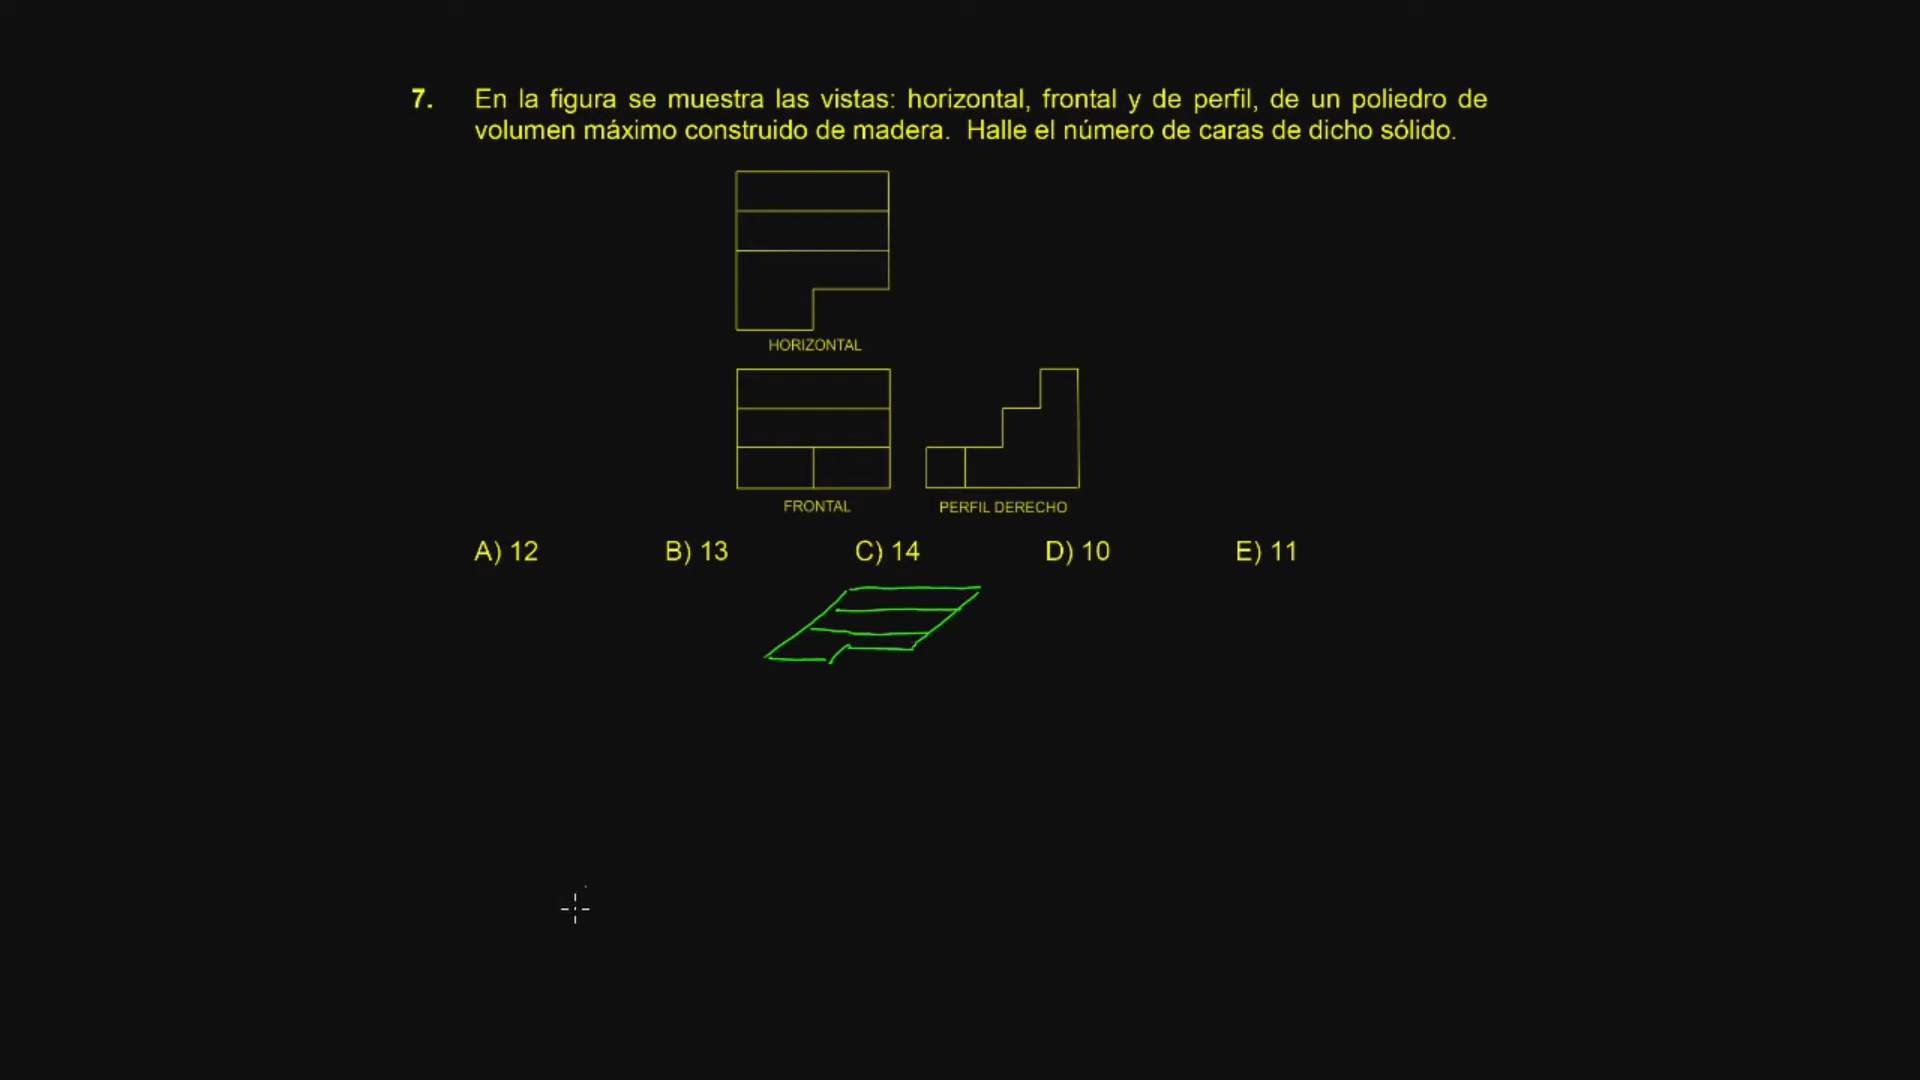 7. En la figura se muestra las vistas: horizontal, frontal y de perfil, de un poliedro de
volumen máximo construido de madera. Halle el número de caras de dicho sólido.
HORIZONTAL
FRONTAL PERFIL DERECHO
A) 12 B) 13 C) 14 D) 10 E) 11